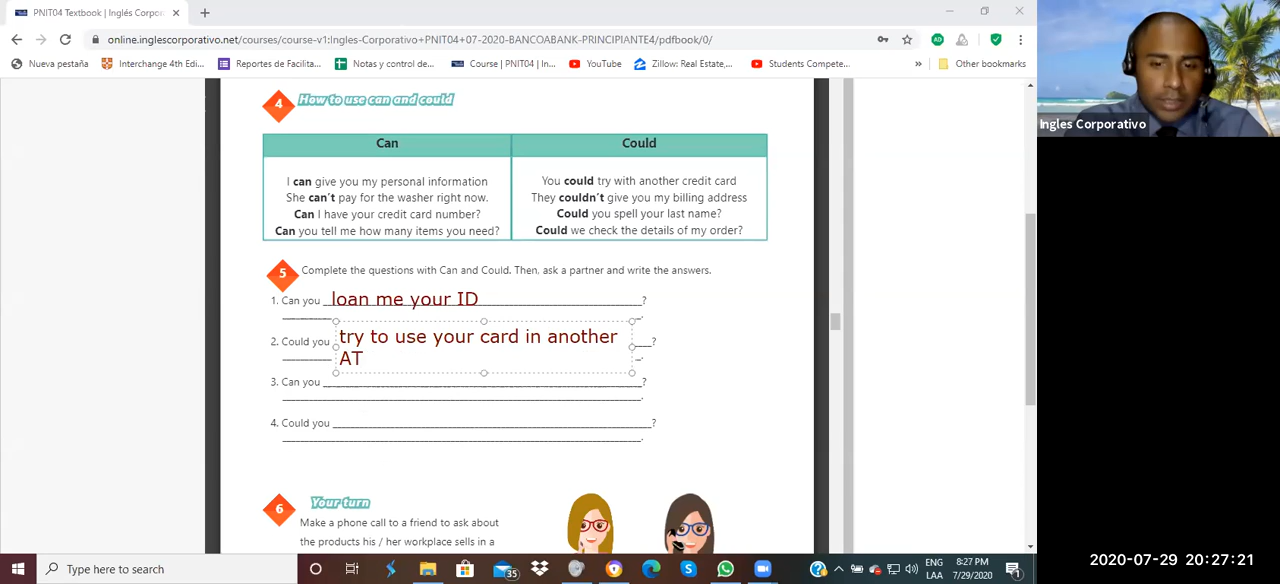 PNIT04 Textbook | Inglés Corpor
online.inglescorporativo.net/courses/course-v1:Ingles-Corporativo+PNIT04+07-2020-BANCOABANK-PRINCIPIANTE4/pdfbook/0/
Nueva pestaña
Interchange 4th Edi...
Reportes de Facilita...
Notas y control de...
Course | PNIT04 | In...
YouTube
Zillow: Real Estate,...
Students Compete...
»
Other bookmarks
Ingles Corporativo
4 How to use can and could
Can
Could
I can give you my personal information
She can't pay for the washer right now.
Can I have your credit card number?
Can you tell me how many items you need?
You could try with another credit card
They couldn't give you my billing address
Could you spell your last name?
Could we check the details of my order?
5 Complete the questions with Can and Could. Then, ask a partner and write the answers.
1. Can you loan me your ID ?
2. Could you try to use your card in another ?
AT
3. Can you ?
4. Could you ?
6 Your turn
Make a phone call to a friend to ask about
the products his / her workplace sells in a
Type here to search
35
ENG
LAA
8:27 PM
7/29/2020
1
2020-07-29 20:27:21